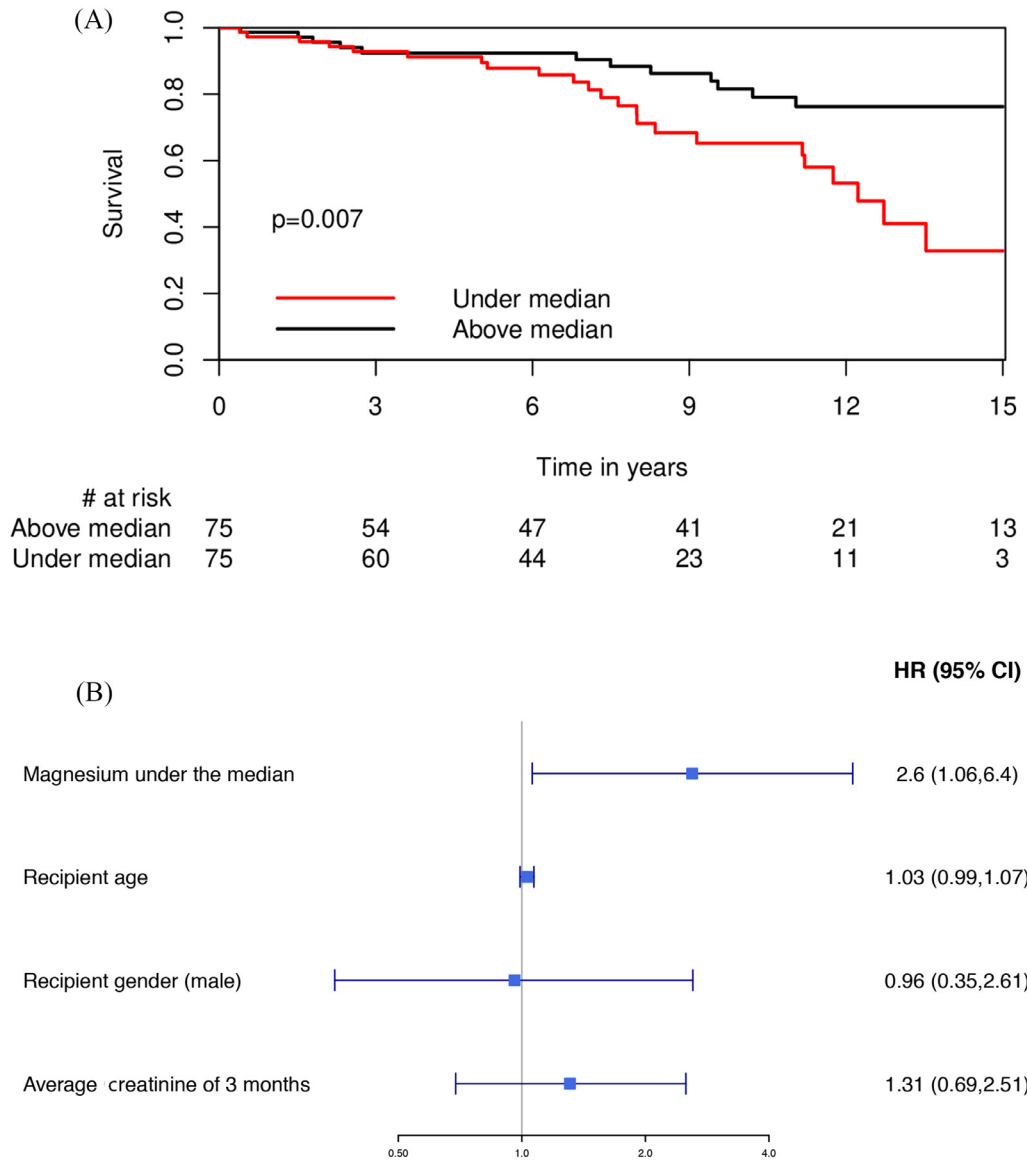 (A)
1.0
0.8
0.6
0.4
0.2
0.0
Survival
p=0.007
Under median
Above median
0 3 6 9 12 15
Time in years
# at risk
Above median 75 54 47 41 21 13
Under median 75 60 44 23 11 3
HR (95% CI)
(B)
Magnesium under the median 2.6 (1.06,6.4)
Recipient age 1.03 (0.99,1.07)
Recipient gender (male) 0.96 (0.35,2.61)
Average creatinine of 3 months 1.31 (0.69,2.51)
0.50 1.0 2.0 4.0